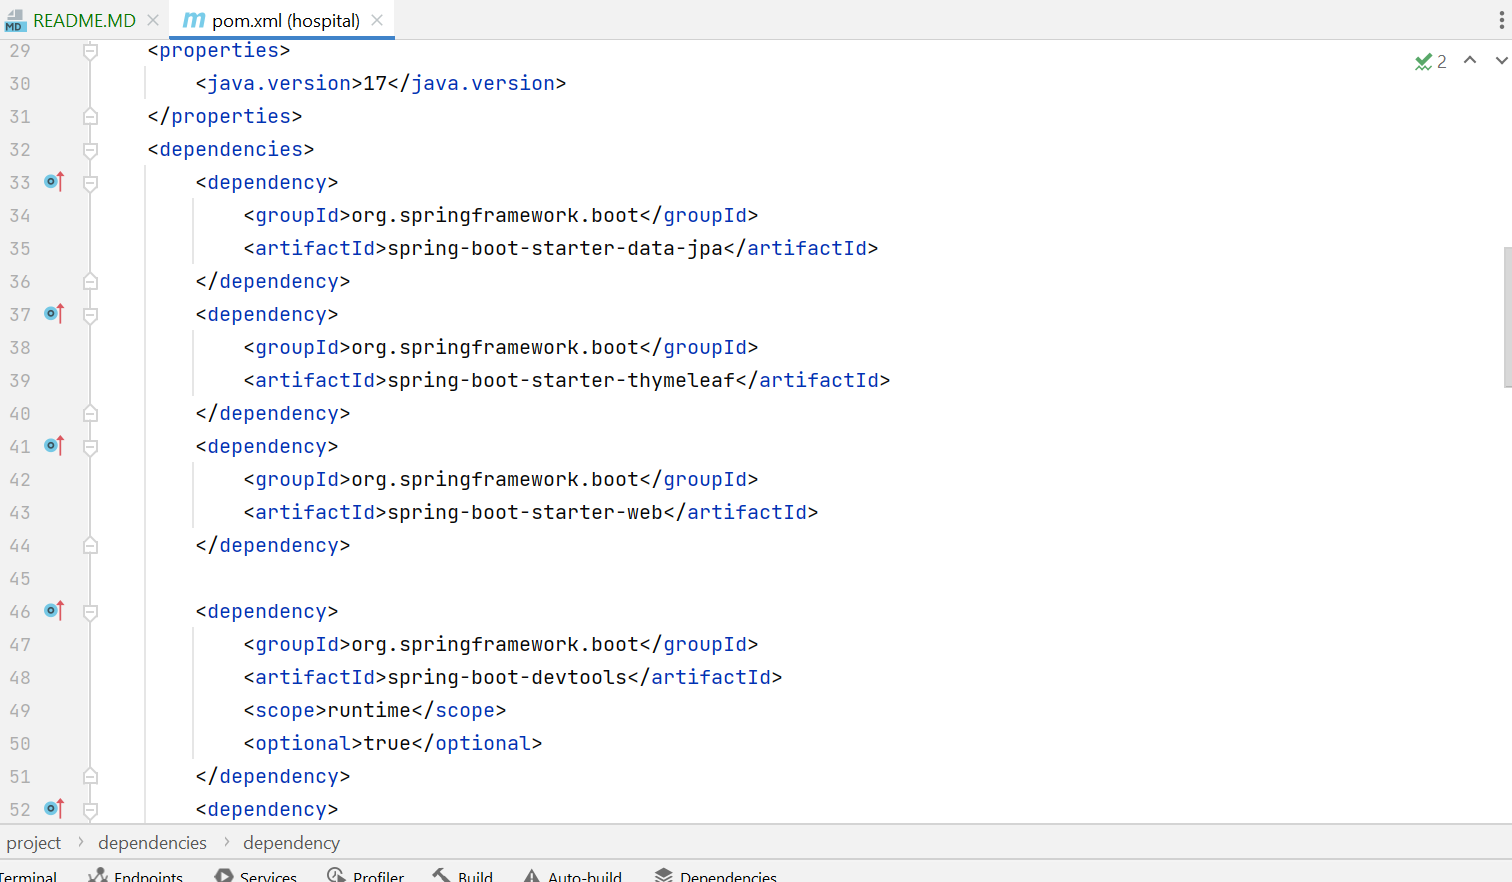 README.MD
pom.xml (hospital)
2
29 <properties>
30 <java.version>17</java.version>
31 </properties>
32 <dependencies>
33 <dependency>
34 <groupId>org.springframework.boot</groupId>
35 <artifactId>spring-boot-starter-data-jpa</artifactId>
36 </dependency>
37 <dependency>
38 <groupId>org.springframework.boot</groupId>
39 <artifactId>spring-boot-starter-thymeleaf</artifactId>
40 </dependency>
41 <dependency>
42 <groupId>org.springframework.boot</groupId>
43 <artifactId>spring-boot-starter-web</artifactId>
44 </dependency>
45
46 <dependency>
47 <groupId>org.springframework.boot</groupId>
48 <artifactId>spring-boot-devtools</artifactId>
49 <scope>runtime</scope>
50 <optional>true</optional>
51 </dependency>
52 <dependency>
project > dependencies > dependency
Terminal Endpoints Services Profiler Build Auto-build Dependencies